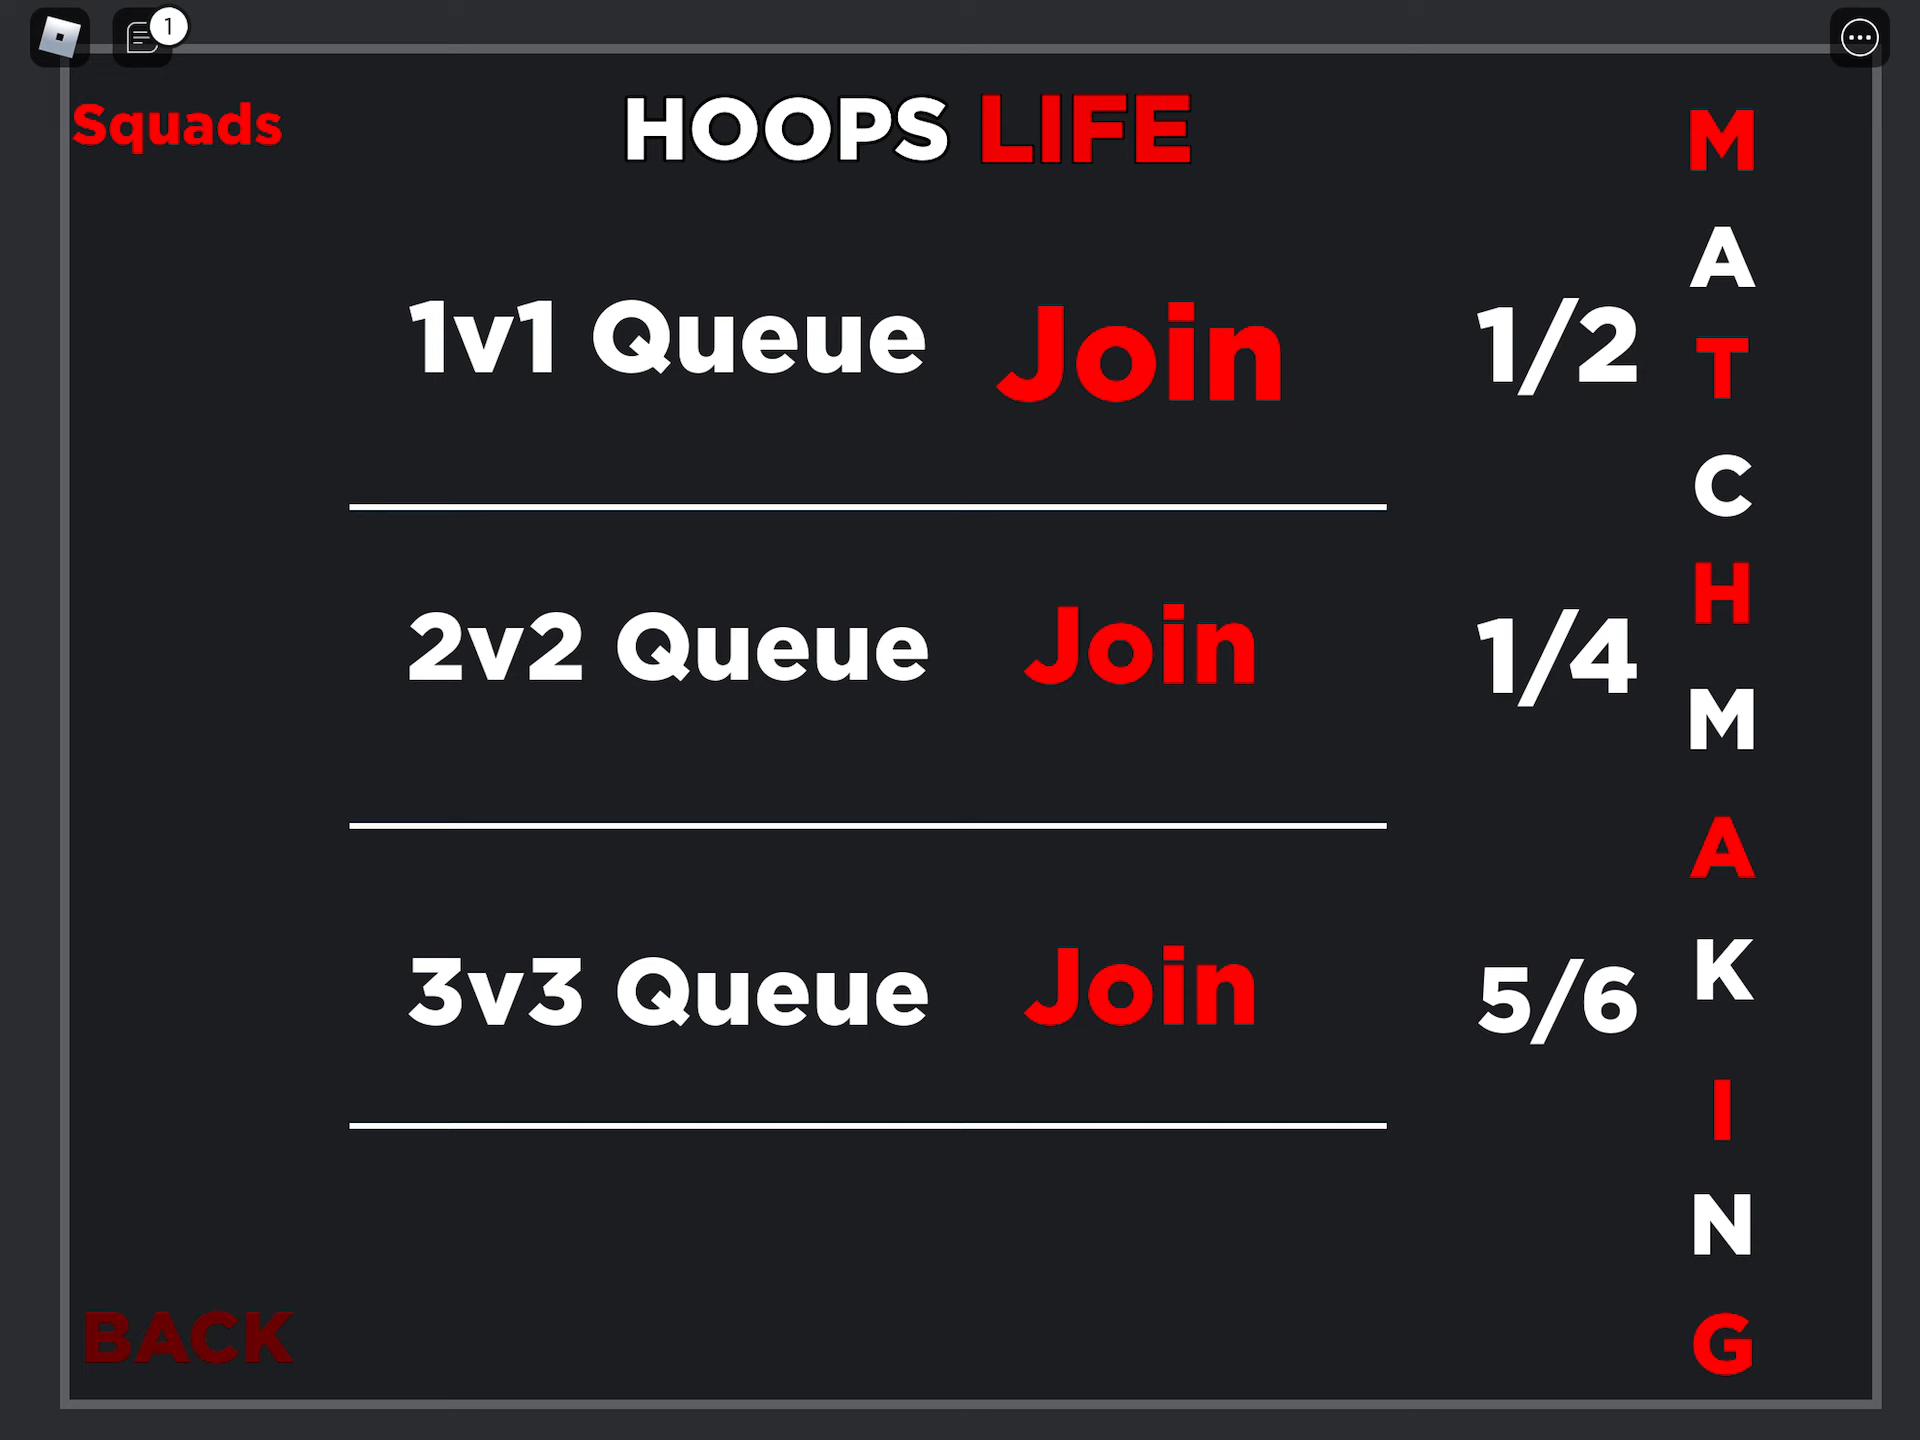 1
Squads
HOOPS LIFE
1v1 Queue Join 1/2
2v2 Queue Join 1/4
3v3 Queue Join 5/6
BACK
M
A
T
C
H
M
A
K
I
N
G